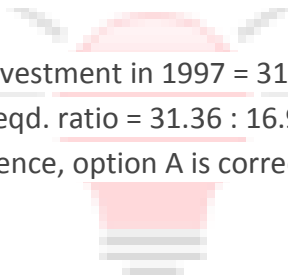 vestment in 1997 = 31
eqd. ratio = 31.36 : 16.9
ence, option A is corre